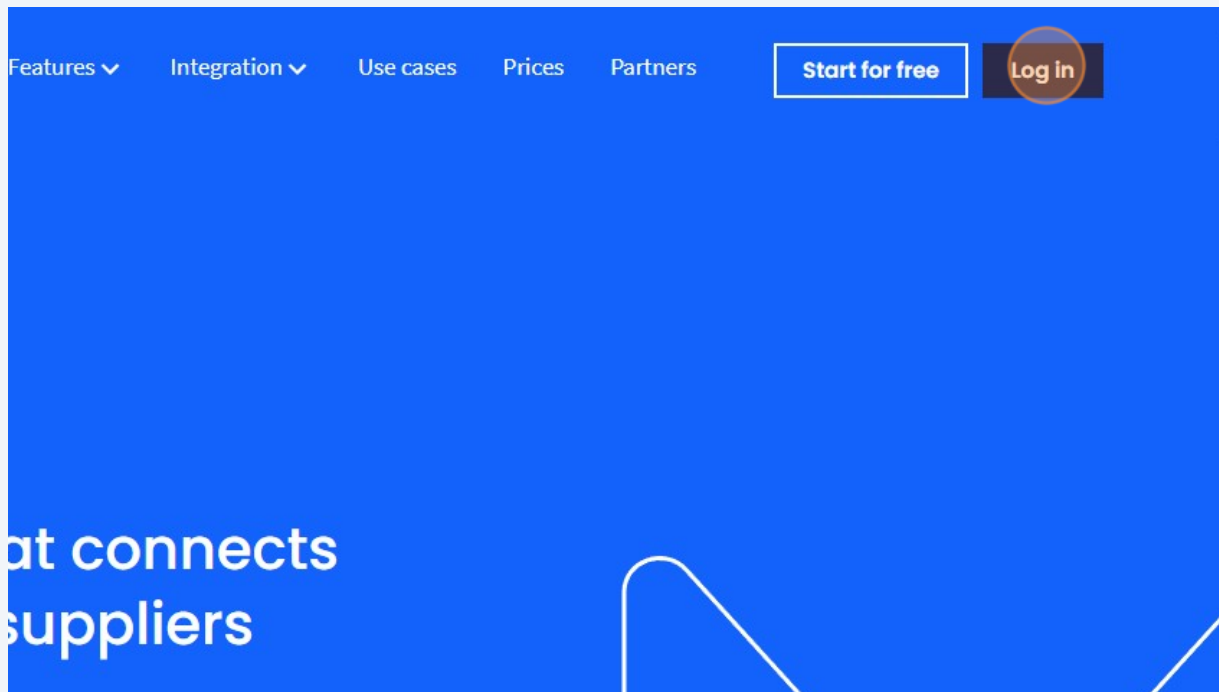 Features Integration Use cases Prices Partners Start for free Log in
at connects
suppliers